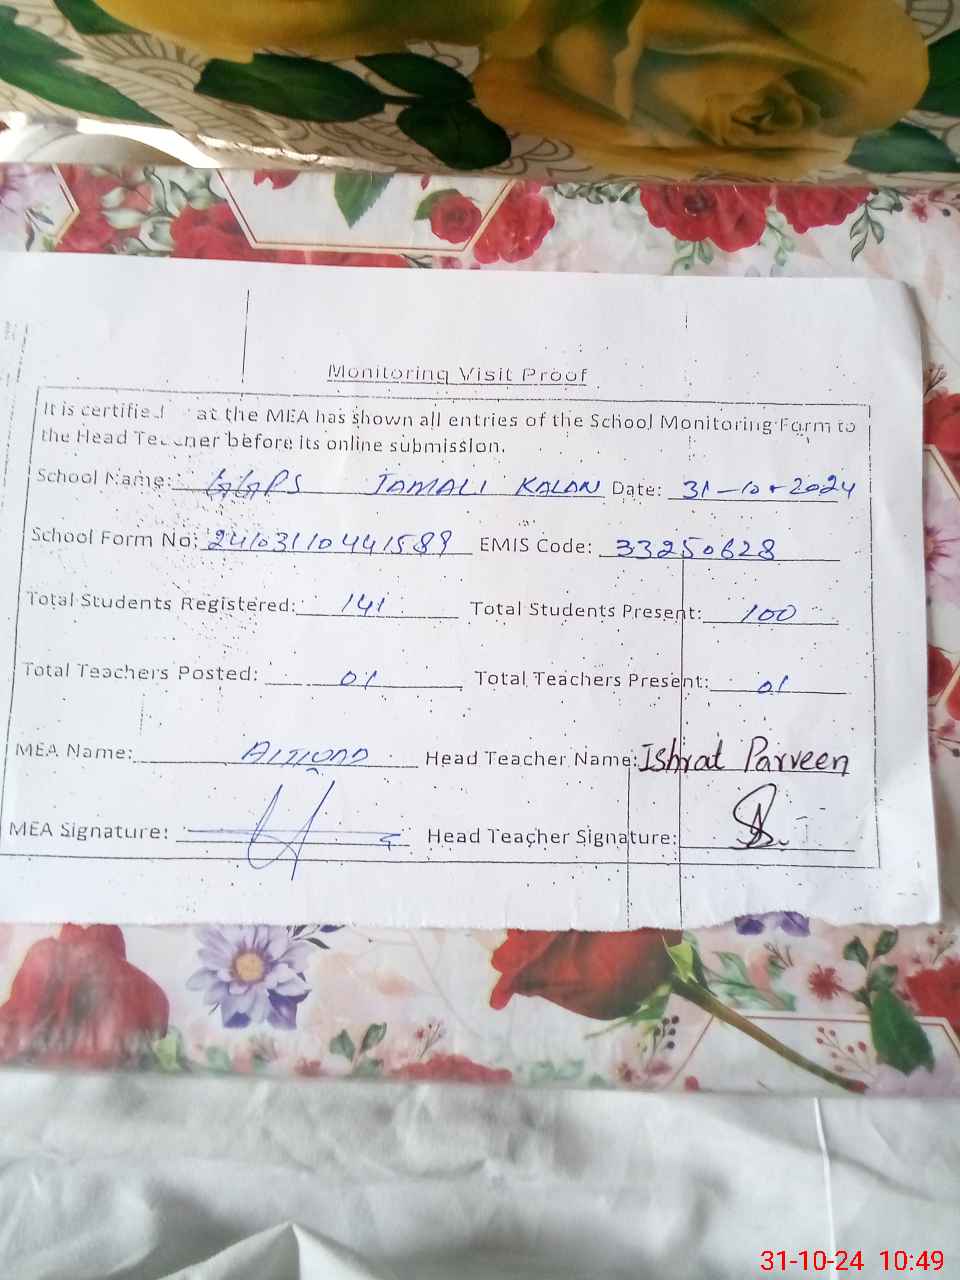 Monitoring Visit Proof
It is certified at the MEA has shown all entries of the School Monitoring Form to
the Head Teacher before its online submission.
School Name: GGPS JAMALI KALAN Date: 31-10-2024
School Form No: 24103110441589 EMIS Code: 33250628
Total Students Registered: 141 Total Students Present: 100
Total Teachers Posted: 01 Total Teachers Present: 01
MEA Name: Head Teacher Name: Ishrat Parveen
MEA Signature: Head Teacher Signature:
31-10-24 10:49